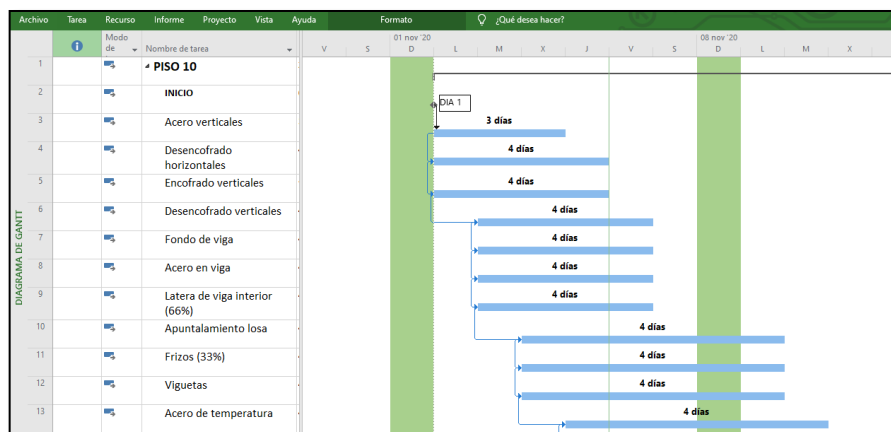 Archivo Tarea Recurso Informe Proyecto Vista Ayuda Formato ¿Qué desea hacer?
Modo de Nombre de tarea
01 nov '20 08 nov '20
V S D L M X J V S D L M X
DIAGRAMA DE GANTT
1 PISO 10
2 INICIO DIA 1
3 Acero verticales 3 días
4 Desencofrado horizontales 4 días
5 Encofrado verticales 4 días
6 Desencofrado verticales 4 días
7 Fondo de viga 4 días
8 Acero en viga 4 días
9 Latera de viga interior (66%) 4 días
10 Apuntalamiento losa 4 días
11 Frizos (33%) 4 días
12 Viguetas 4 días
13 Acero de temperatura 4 días